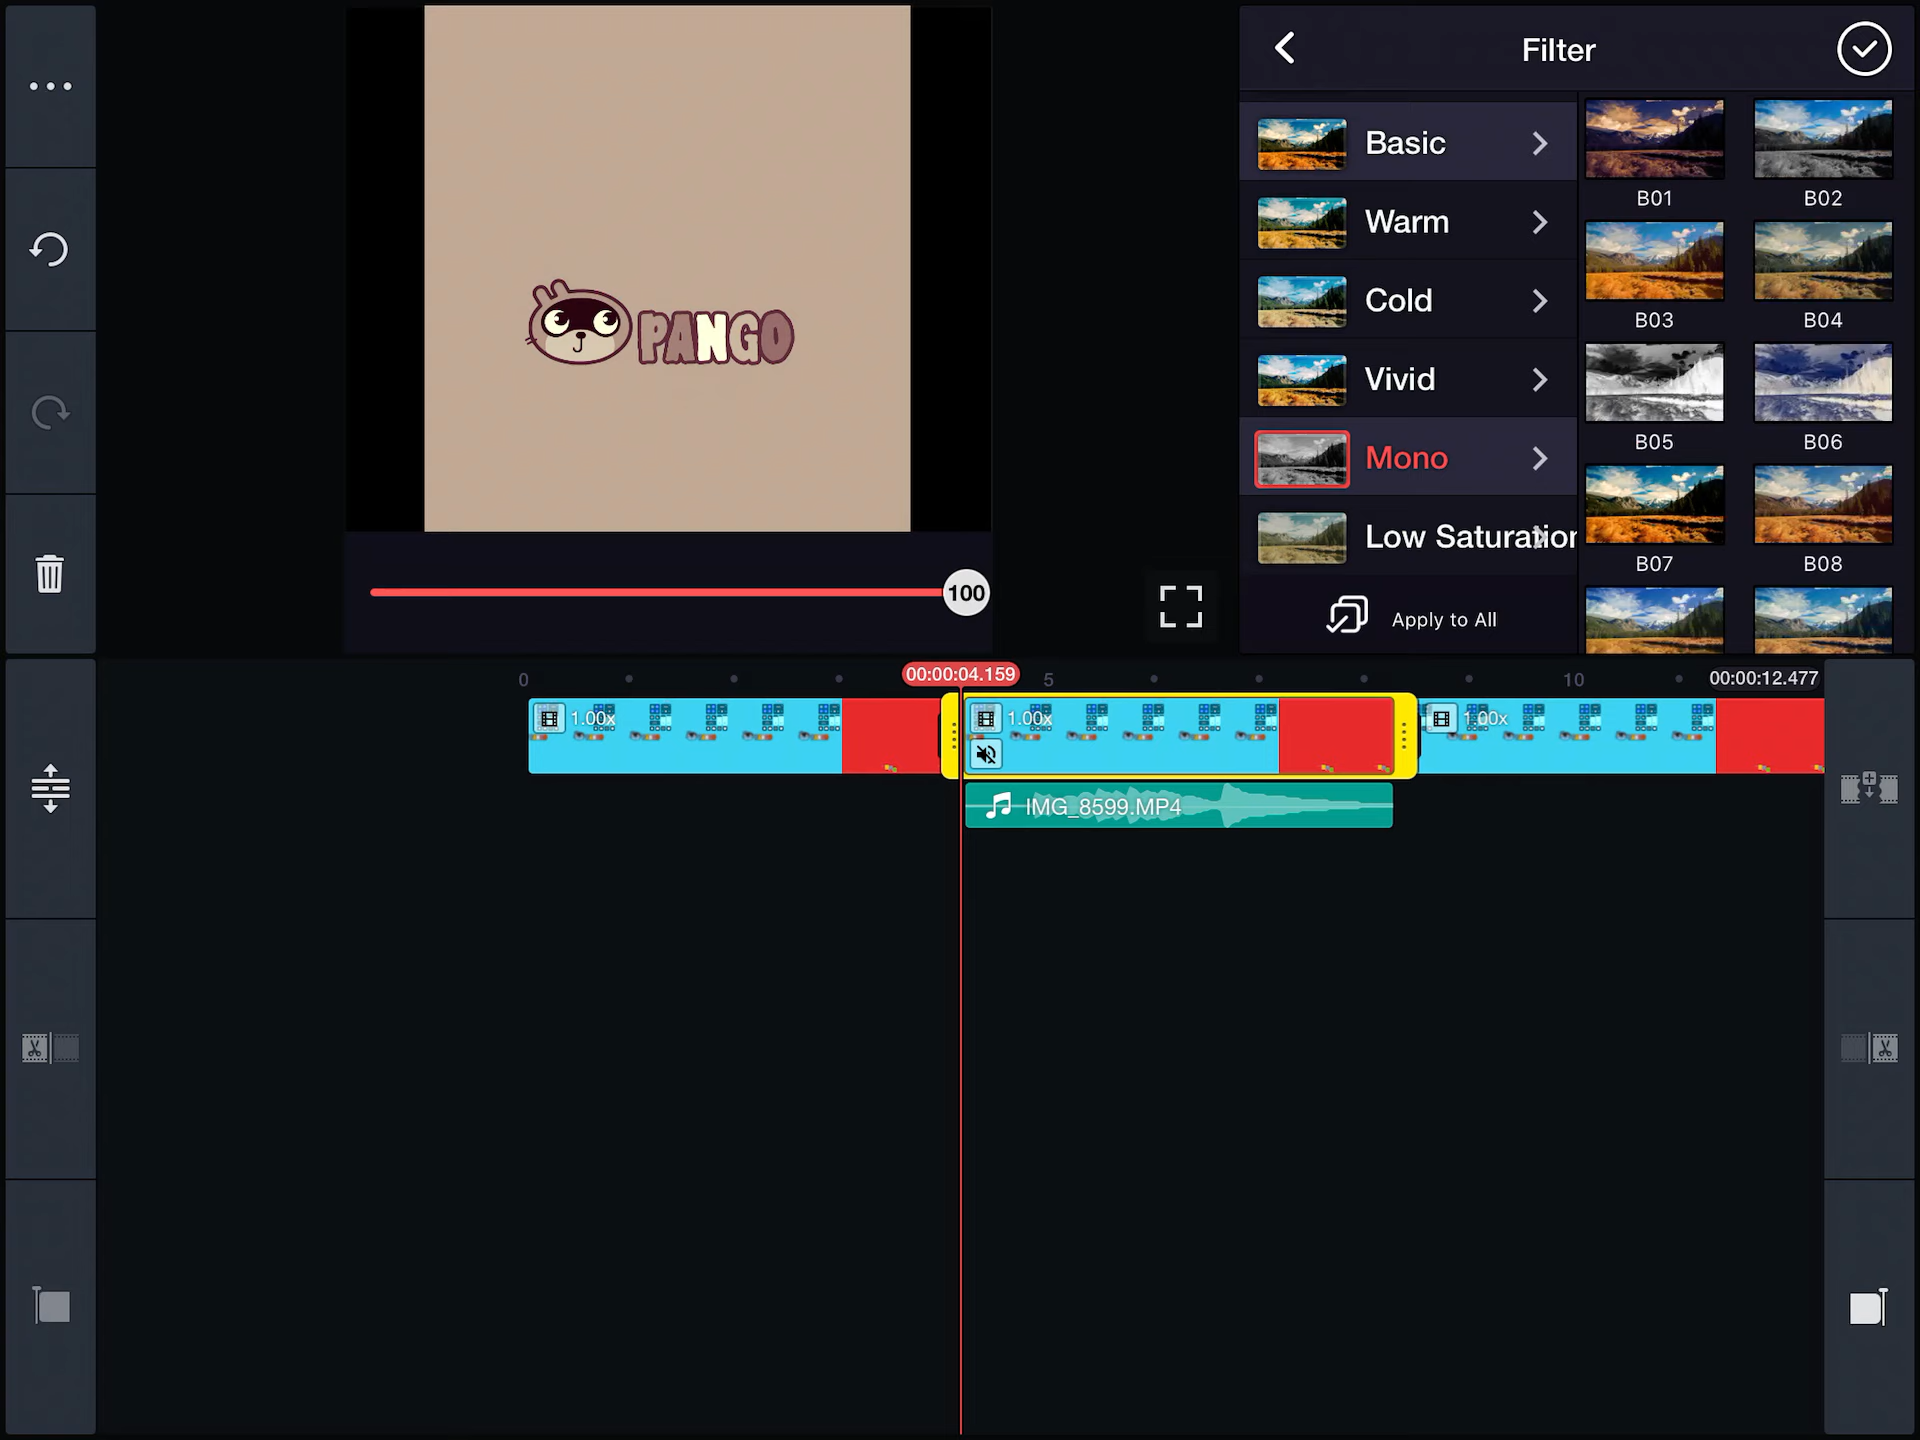 Filter
Basic
Warm
Cold
Vivid
Mono
Low Saturation
Apply to All
B01
B02
B03
B04
B05
B06
B07
B08
PANGO
100
0
00:00:04.159
5
10
00:00:12.477
1.00x
1.00x
1.00x
IMG_8599.MP4